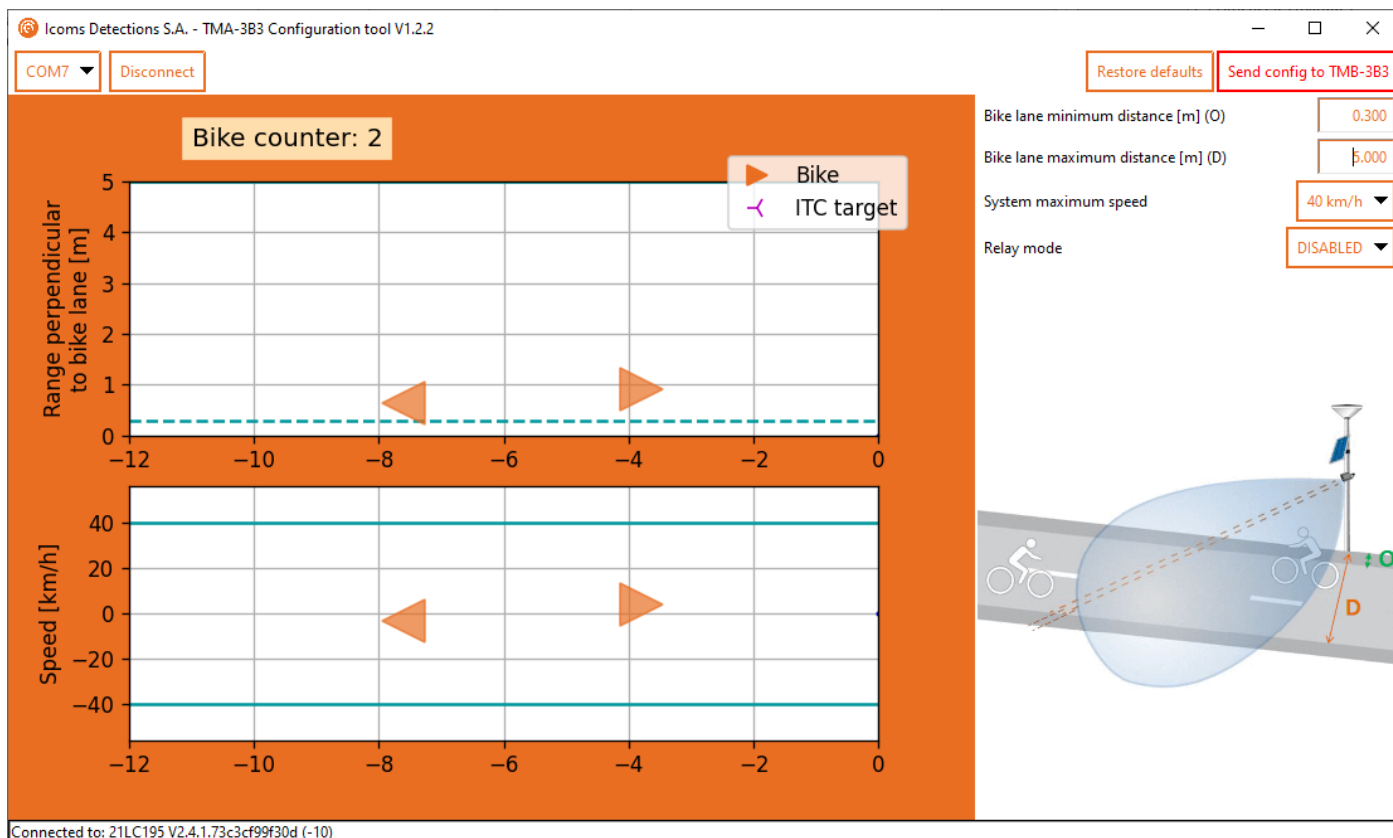 Icoms Detections S.A. - TMA-3B3 Configuration tool V1.2.2
COM7 Disconnect Restore defaults Send config to TMB-3B3
Bike counter: 2
Bike lane minimum distance [m] (O) 0.300
Bike lane maximum distance [m] (D) 5.000
System maximum speed 40 km/h
Relay mode DISABLED
Bike
ITC target
Range perpendicular
to bike lane [m]
5
4
3
2
1
0
−12 −10 −8 −6 −4 −2 0
Speed [km/h]
40
20
0
−20
−40
−12 −10 −8 −6 −4 −2 0
O
D
Connected to: 21LC195 V2.4.1.73c3cf99f30d (-10)